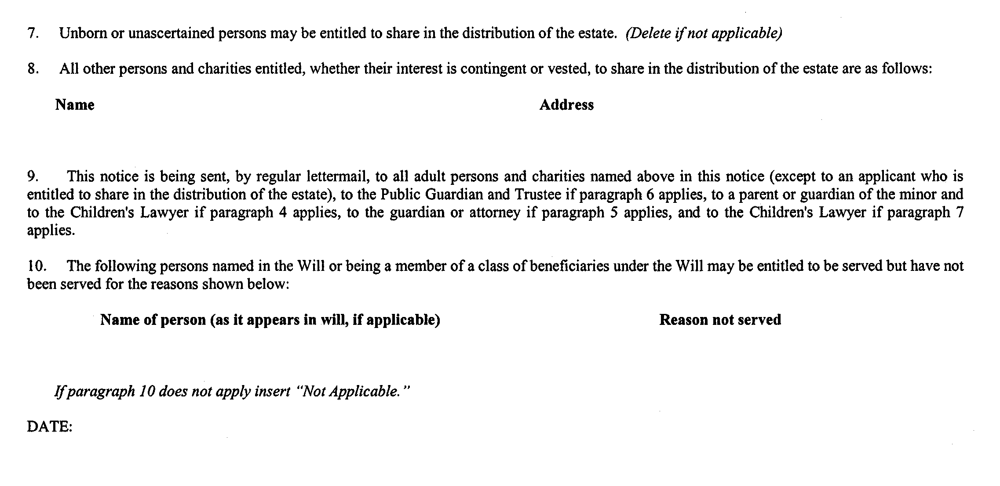 7. Unborn or unascertained persons may be entitled to share in the distribution of the estate. (Delete if not applicable)
8. All other persons and charities entitled, whether their interest is contingent or vested, to share in the distribution of the estate are as follows:
Name Address
9. This notice is being sent, by regular lettermail, to all adult persons and charities named above in this notice (except to an applicant who is
entitled to share in the distribution of the estate), to the Public Guardian and Trustee if paragraph 6 applies, to a parent or guardian of the minor and
to the Children's Lawyer if paragraph 4 applies, to the guardian or attorney if paragraph 5 applies, and to the Children's Lawyer if paragraph 7
applies.
10. The following persons named in the Will or being a member of a class of beneficiaries under the Will may be entitled to be served but have not
been served for the reasons shown below:
Name of person (as it appears in will, if applicable) Reason not served
If paragraph 10 does not apply insert “Not Applicable.”
DATE: